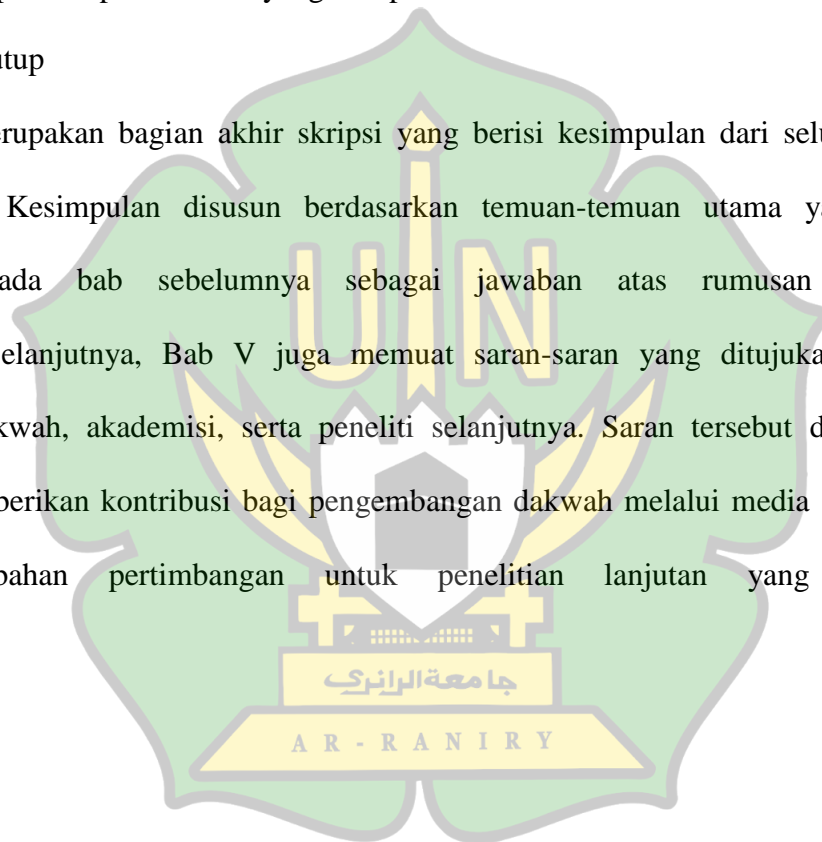 utup
erupakan bagian akhir skripsi yang berisi kesimpulan dari selu
Kesimpulan disusun berdasarkan temuan-temuan utama ya
ada bab sebelumnya sebagai jawaban atas rumusan
elanjutnya, Bab V juga memuat saran-saran yang ditujuka
kwah, akademisi, serta peneliti selanjutnya. Saran tersebut d
berikan kontribusi bagi pengembangan dakwah melalui media
bahan pertimbangan untuk penelitian lanjutan yang
UIN
جامعة الرانري
AR-RANIRY